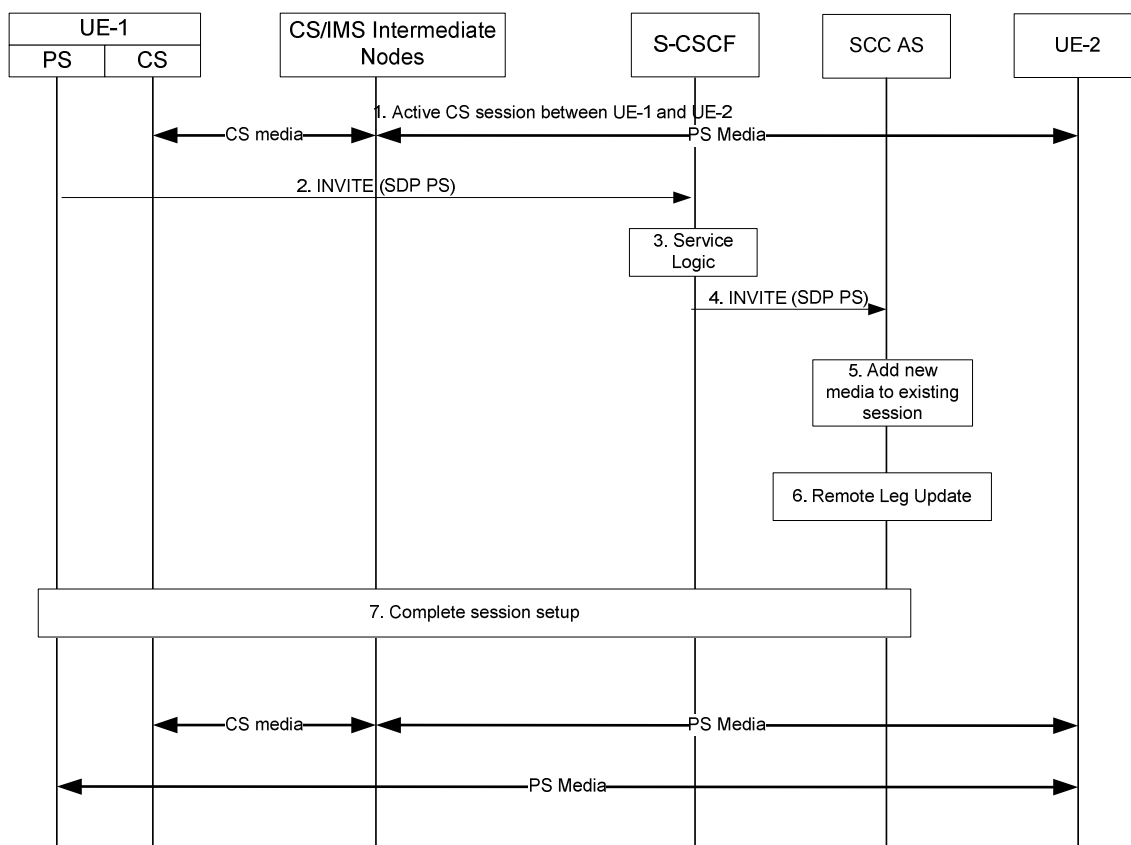 UE-1
PS
CS
CS/IMS Intermediate
Nodes
S-CSCF
SCC AS
UE-2
1. Active CS session between UE-1 and UE-2
CS media
PS Media
2. INVITE (SDP PS)
3. Service
Logic
4. INVITE (SDP PS)
5. Add new
media to existing
session
6. Remote Leg Update
7. Complete session setup
CS media
PS Media
PS Media